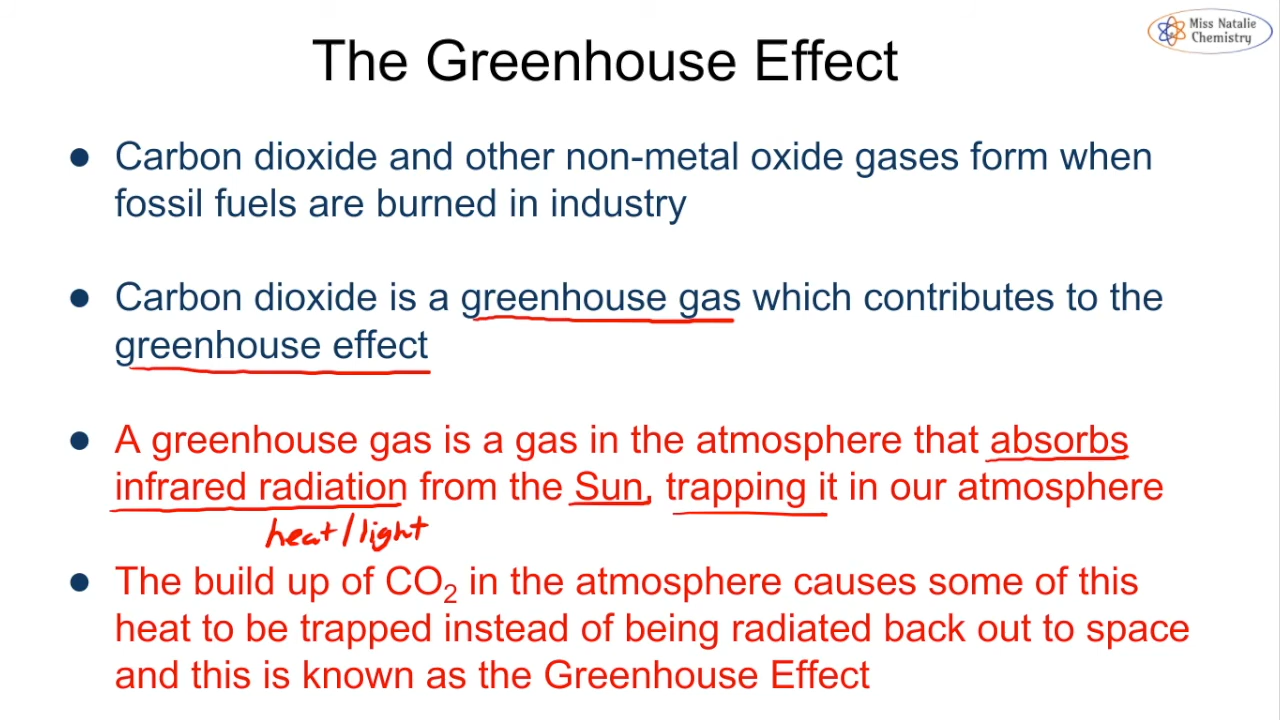 Miss Natalie
Chemistry
The Greenhouse Effect
● Carbon dioxide and other non-metal oxide gases form when
fossil fuels are burned in industry
● Carbon dioxide is a greenhouse gas which contributes to the
greenhouse effect
● A greenhouse gas is a gas in the atmosphere that absorbs
infrared radiation from the Sun, trapping it in our atmosphere
heat/light
● The build up of CO₂ in the atmosphere causes some of this
heat to be trapped instead of being radiated back out to space
and this is known as the Greenhouse Effect